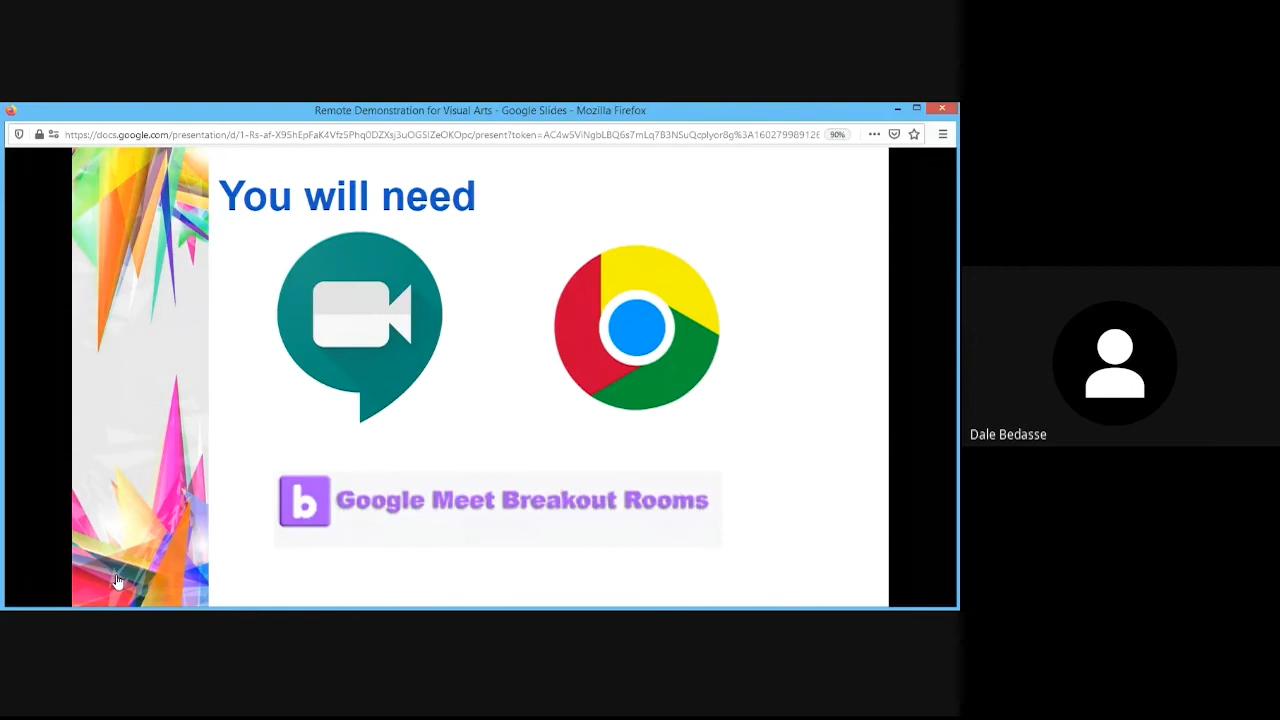 Remote Demonstration for Visual Arts - Google Slides - Mozilla Firefox
90%
You will need
b Google Meet Breakout Rooms
Dale Bedasse